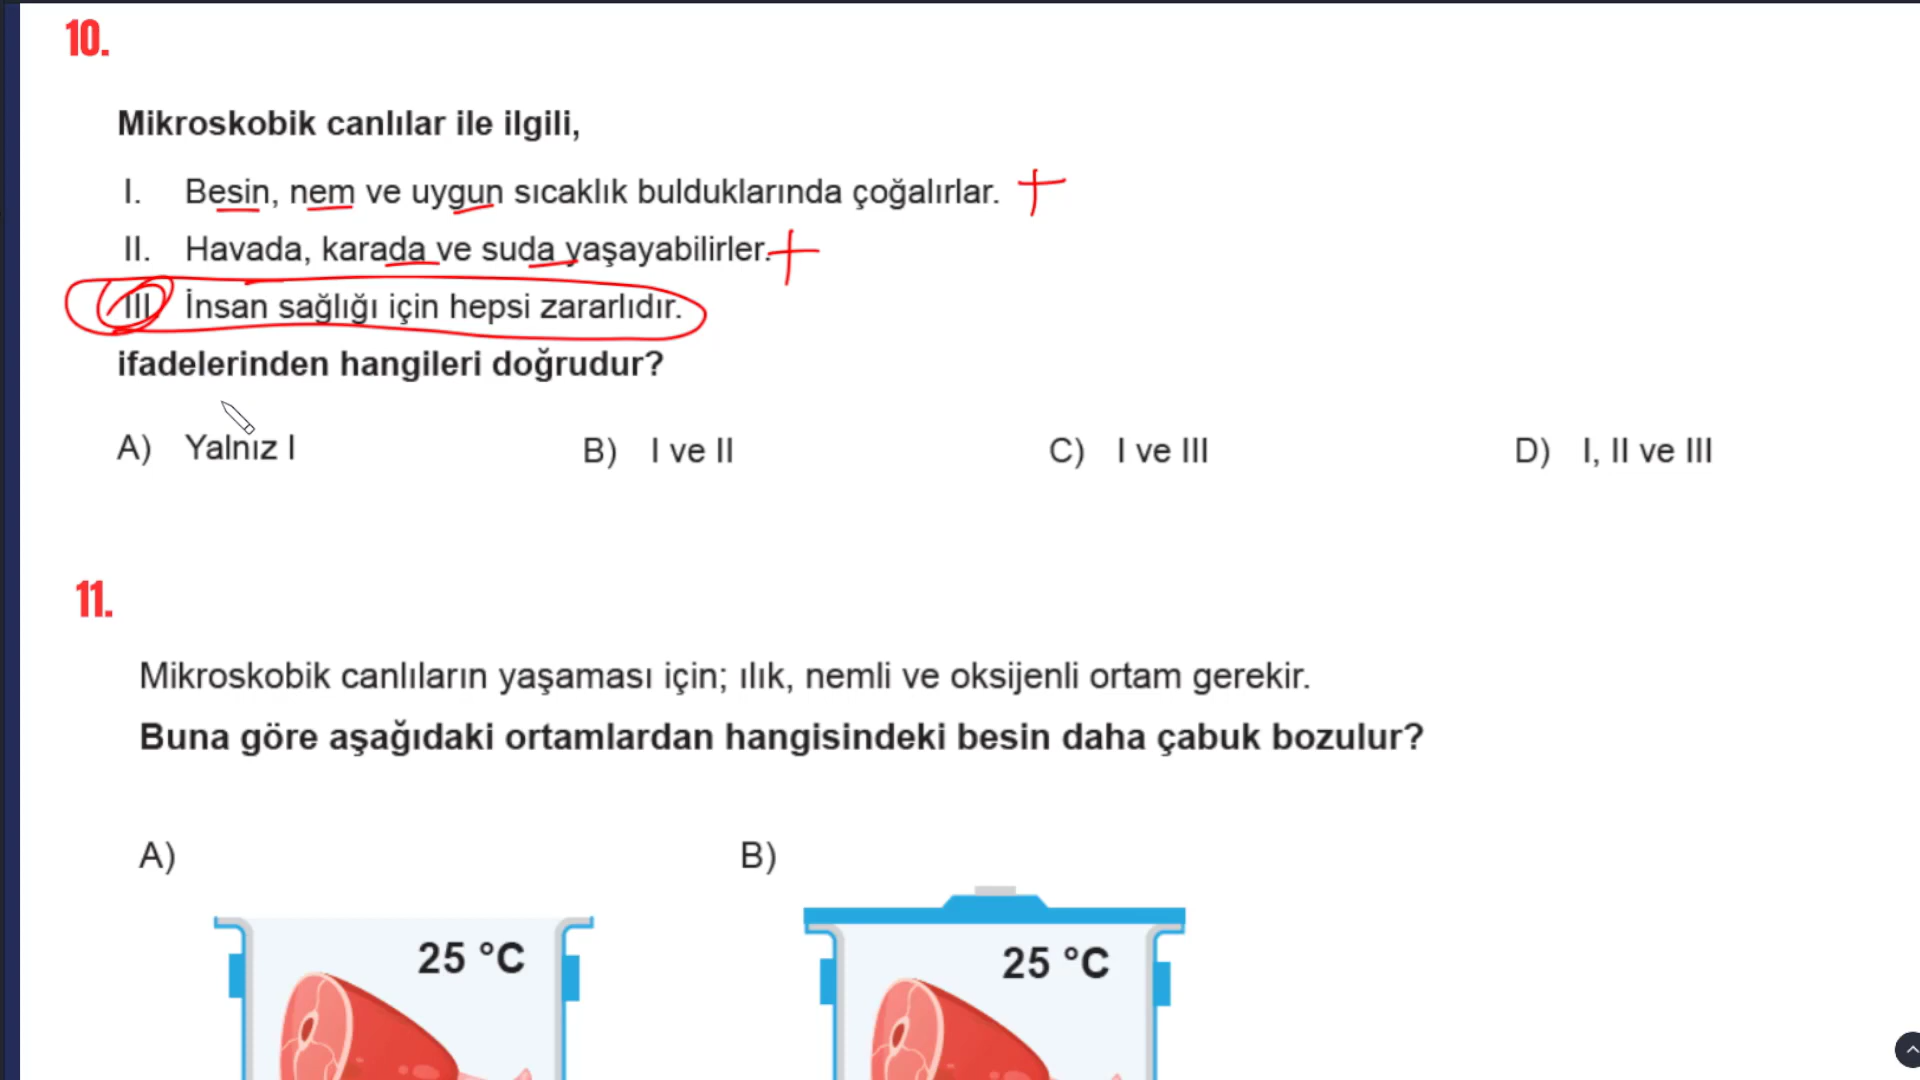 10.
Mikroskobik canlılar ile ilgili,
I. Besin, nem ve uygun sıcaklık bulduklarında çoğalırlar. +
II. Havada, karada ve suda yaşayabilirler. +
III. İnsan sağlığı için hepsi zararlıdır.
ifadelerinden hangileri doğrudur?
A) Yalnız I B) I ve II C) I ve III D) I, II ve III
11.
Mikroskobik canlıların yaşaması için; ılık, nemli ve oksijenli ortam gerekir.
Buna göre aşağıdaki ortamlardan hangisindeki besin daha çabuk bozulur?
A) B)
25 °C 25 °C